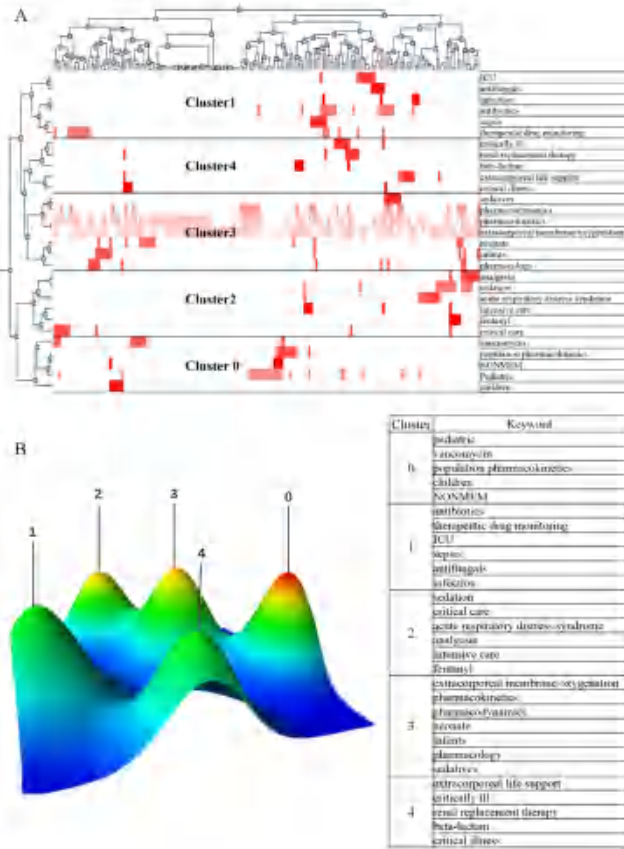 A
ICU
antifungals
infection
antibiotics
sepsis
therapeutic drug monitoring
critically ill
renal replacement therapy
beta-lactam
extracorporeal life support
critical illness
sedatives
pharmacodynamics
pharmacokinetics
extracorporeal membrane oxygenation
neonate
infants
pharmacology
analgesia
sedation
acute respiratory distress syndrome
intensive care
fentanyl
critical care
vancomycin
population pharmacokinetics
NONMEM
Pediatric
children
Cluster1
Cluster4
Cluster3
Cluster2
Cluster 0
B
1
2
3
4
0
Cluster Keyword
0
pediatric
vancomycin
population pharmacokinetics
children
NONMEM
1
antibiotics
therapeutic drug monitoring
ICU
sepsis
antifungals
infection
2
sedation
critical care
acute respiratory distress syndrome
analgesia
intensive care
fentanyl
3
extracorporeal membrane oxygenation
pharmacokinetics
pharmacodynamics
neonate
infants
pharmacology
sedatives
4
extracorporeal life support
critically ill
renal replacement therapy
beta-lactam
critical illness